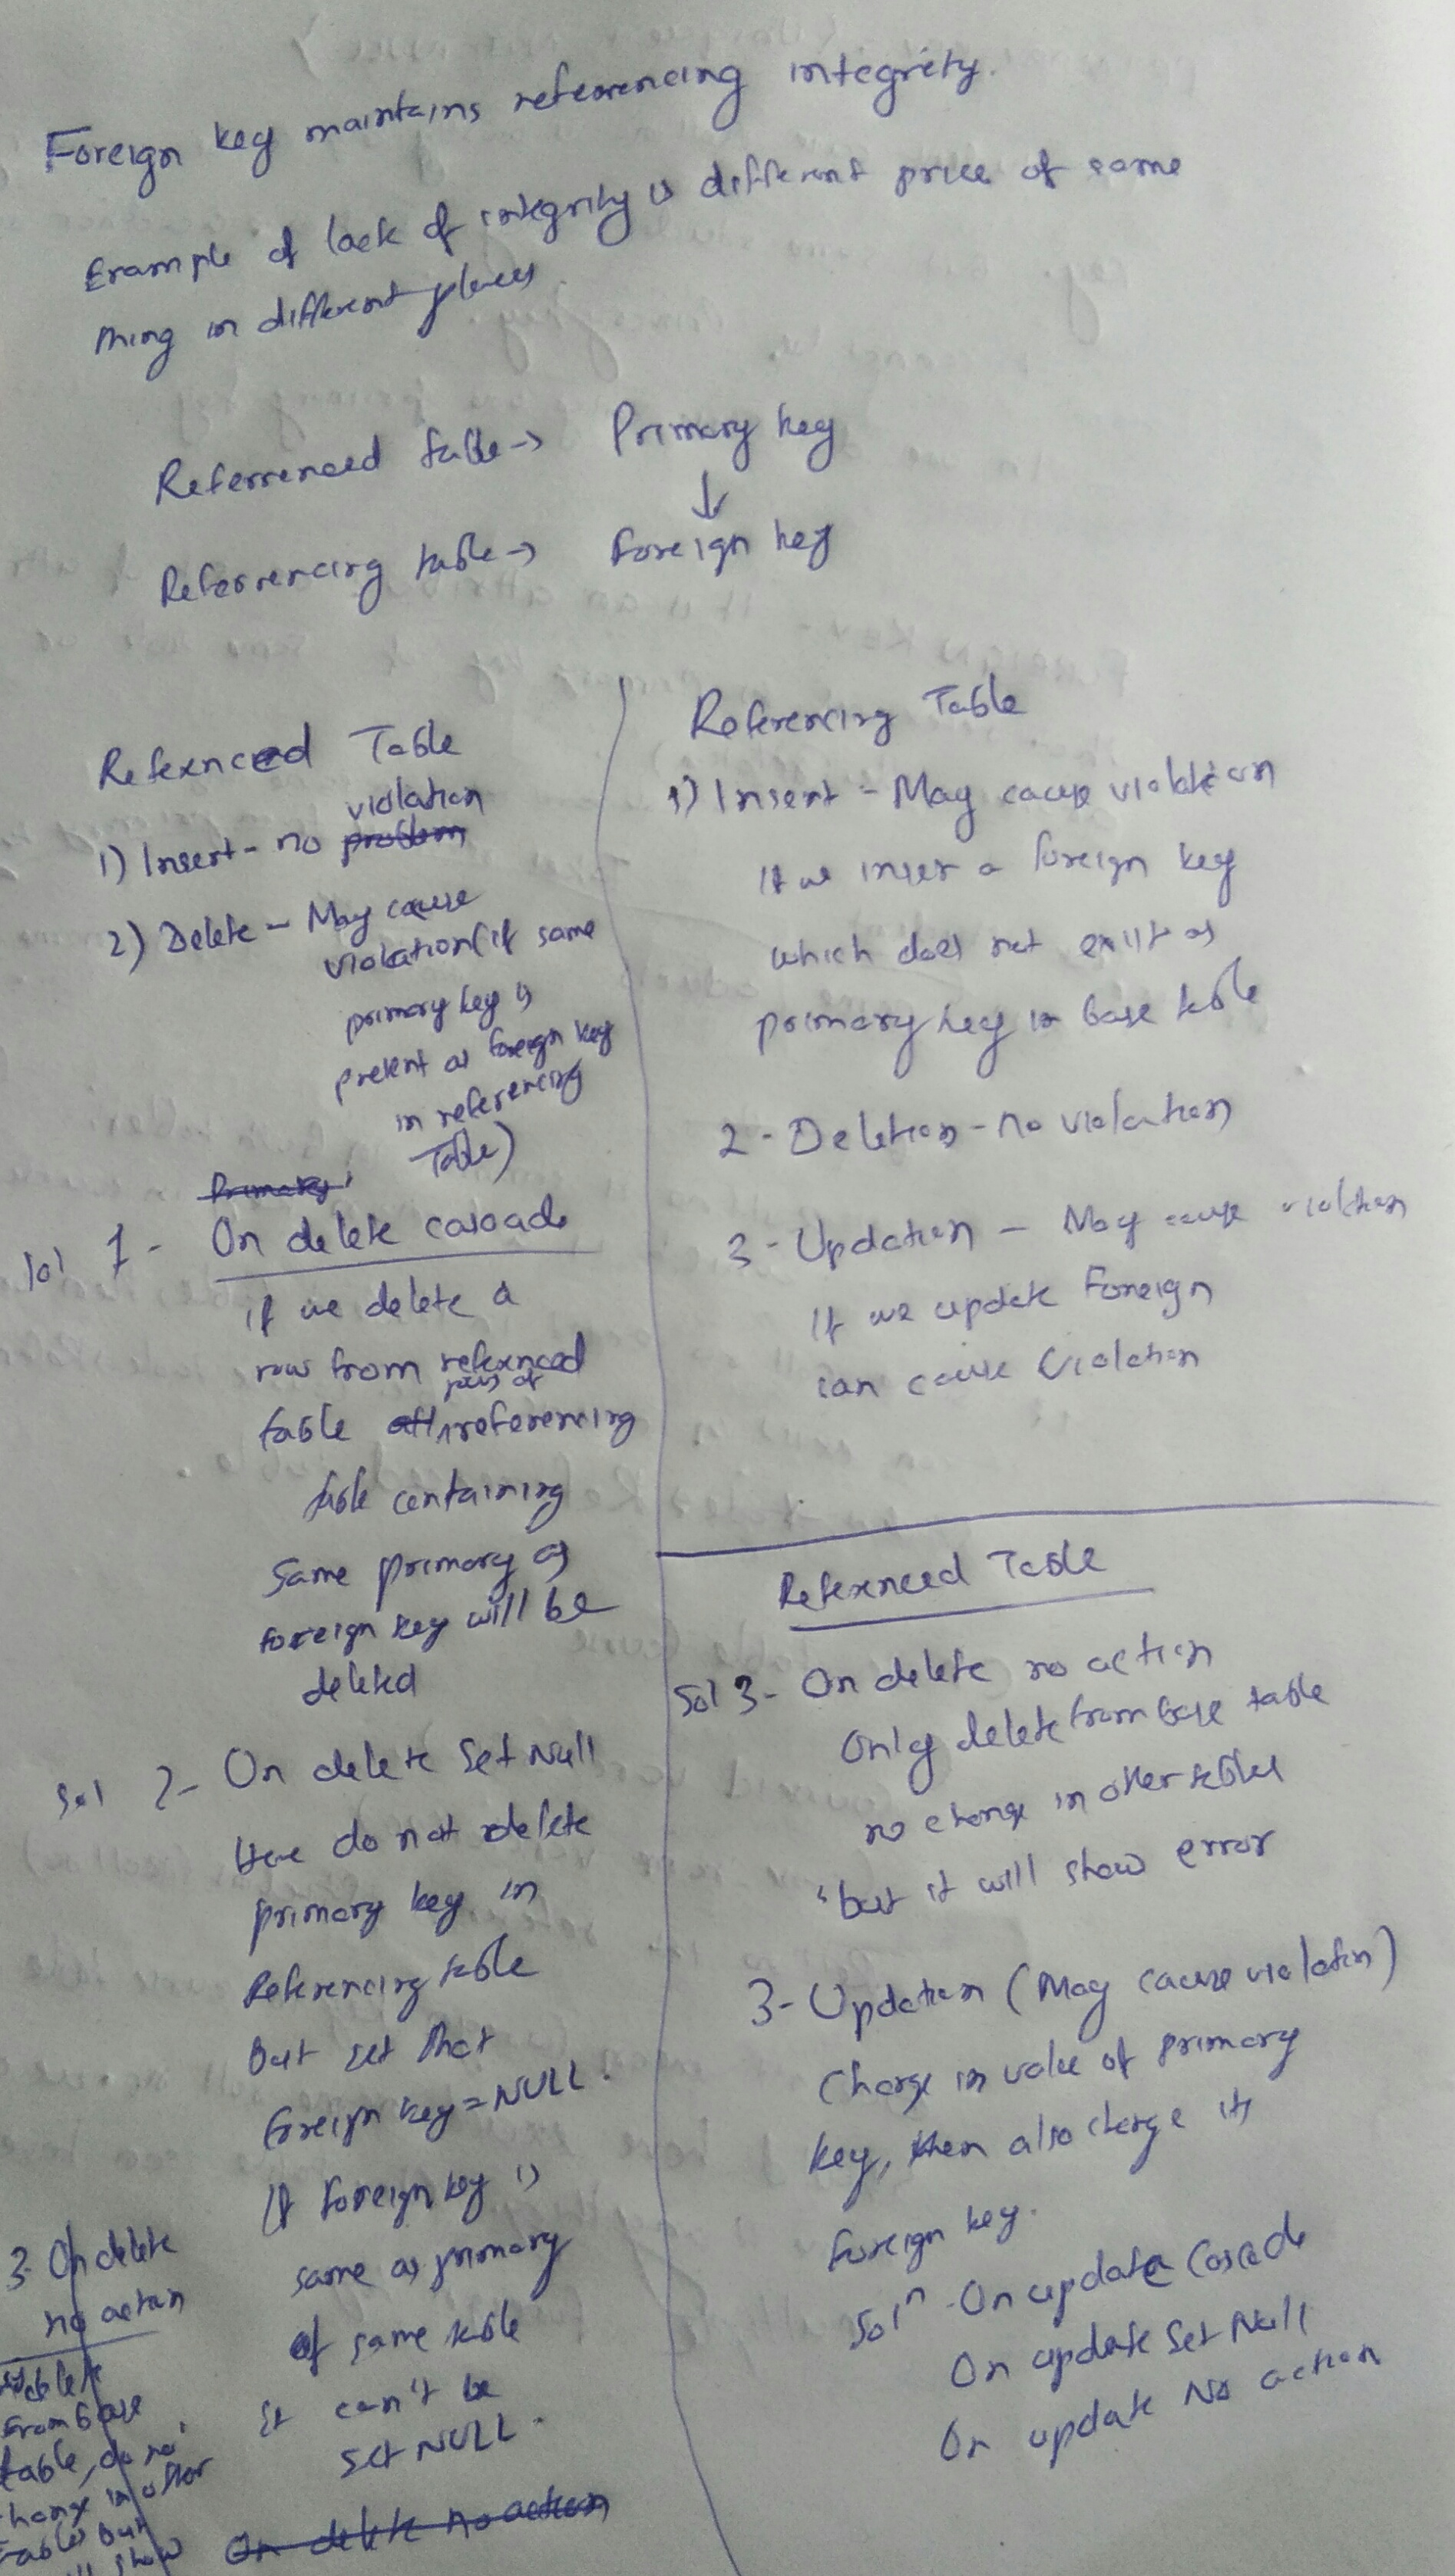 Foreign key maintains referencing integrity.
Example of lack of integrity is different price of same
thing in different places
Referrenced table → Primary key
↓
Referrencing table → Foreign key
Refernced Table
violation
1) Insert - no problem
2) Delete - May cause
violation (if same
primary key is
present as foreign key
in referencing
Table)
Primary
sol 1 - On delete cascade
if we delete a
row from refernced
rows of
table all referencing
table containing
same primary as
foreign key will be
deleted
sol 2 - On delete Set Null
Here do not delete
primary key in
Referencing table
but set that
foreign key = NULL.
If foreign key is
same as primary
of same table
it can't be
set NULL.
On delete No action
3. On delete
no action
delete
from base
table, do no
change in other
tables but
show
Referencing Table
1) Insert - May cause violation
If we inser a foreign key
which does not exist as
primary key in base table
2 - Deletion - no violation
3 - Updation - May cause violation
If we update Foreign
can cause Violation
Refernced Table
Sol 3 - On delete no action
Only delete from base table
no change in other tables
but it will show error
3 - Updation (May cause violation)
Change in value of primary
key, then also change its
foreign key.
Solⁿ - On update Cascade
On update Set Null
On update No action